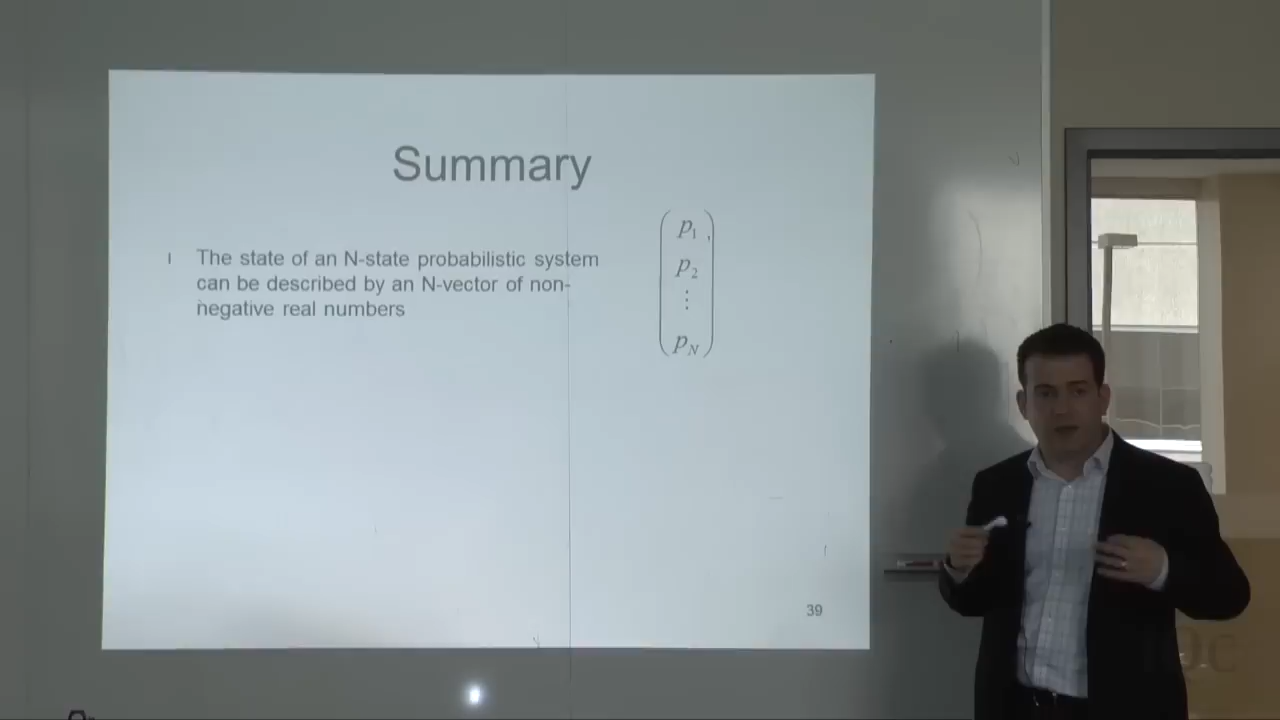 Summary
The state of an N-state probabilistic system
can be described by an N-vector of non-
negative real numbers
p₁
p₂
⋮
p_N
39